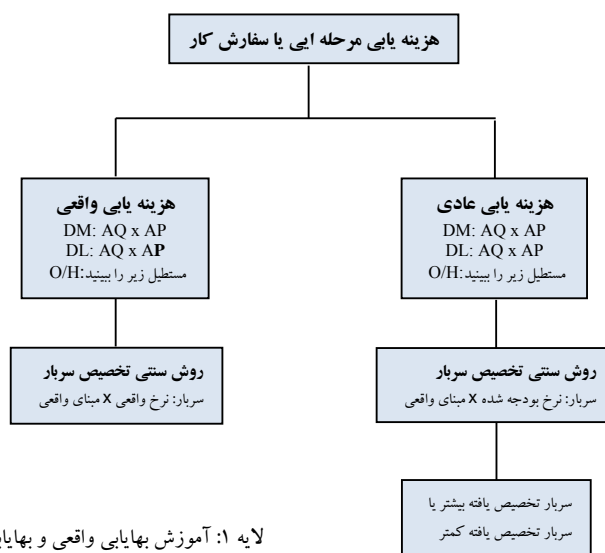 هزینه یابی مرحله ایی یا سفارش کار
هزینه یابی عادی
DM: AQ x AP
DL: AQ x AP
مستطیل زیر را ببینید:O/H
هزینه یابی واقعی
DM: AQ x AP
DL: AQ x AP
مستطیل زیر را ببینید:O/H
روش سنتی تخصیص سربار
سربار: نرخ بودجه شده x مبنای واقعی
روش سنتی تخصیص سربار
سربار: نرخ واقعی x مبنای واقعی
سربار تخصیص یافته بیشتر یا
سربار تخصیص یافته کمتر
لایه ۱: آموزش بهایابی واقعی و